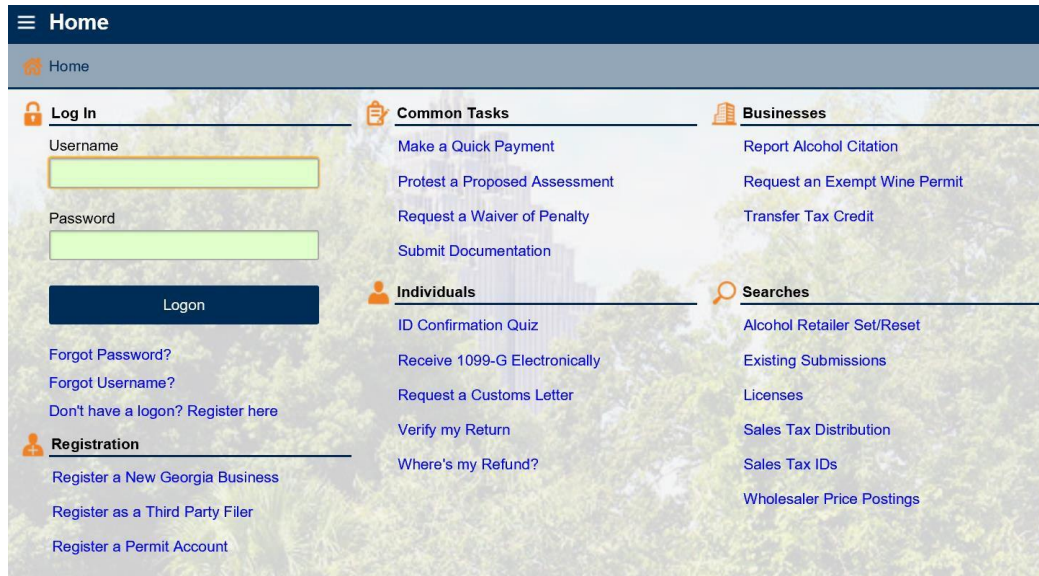 Home
Home
Log In
Username
Password
Logon
Forgot Password?
Forgot Username?
Don't have a logon? Register here
Registration
Register a New Georgia Business
Register as a Third Party Filer
Register a Permit Account
Common Tasks
Make a Quick Payment
Protest a Proposed Assessment
Request a Waiver of Penalty
Submit Documentation
Individuals
ID Confirmation Quiz
Receive 1099-G Electronically
Request a Customs Letter
Verify my Return
Where's my Refund?
Businesses
Report Alcohol Citation
Request an Exempt Wine Permit
Transfer Tax Credit
Searches
Alcohol Retailer Set/Reset
Existing Submissions
Licenses
Sales Tax Distribution
Sales Tax IDs
Wholesaler Price Postings